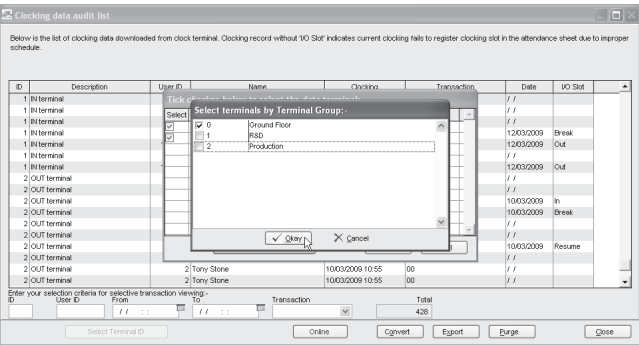 Clocking data audit list
Below is the list of clocking data downloaded from clock terminal. Clocking record without 'I/O Slot' indicates current clocking fails to register clocking slot in the attendance sheet due to improper
schedule.
ID Description User ID Name Clocking Transaction Date I/O Slot
Tick
Select
Select terminals by Terminal Group:-
0 Ground Floor
1 R&D
2 Production
Okay Cancel
1 IN terminal / /
1 IN terminal / /
1 IN terminal / /
1 IN terminal 12/03/2009 Break
1 IN terminal 12/03/2009 Out
1 IN terminal / /
1 IN terminal 12/03/2009 Out
2 OUT terminal / /
2 OUT terminal / /
2 OUT terminal 10/03/2009 In
2 OUT terminal 10/03/2009 Break
2 OUT terminal / /
2 OUT terminal / /
2 OUT terminal 10/03/2009 Resume
2 OUT terminal / /
2 OUT terminal 2 Tony Stone 10/03/2009 10:55 00 / /
2 OUT terminal 2 Tony Stone 10/03/2009 10:55 00 / /
Enter your selection criteria for selective transaction viewing:-
ID User ID From To Transaction Total
/ / : : / / : : 428
Select Terminal ID Online Convert Export Purge Close